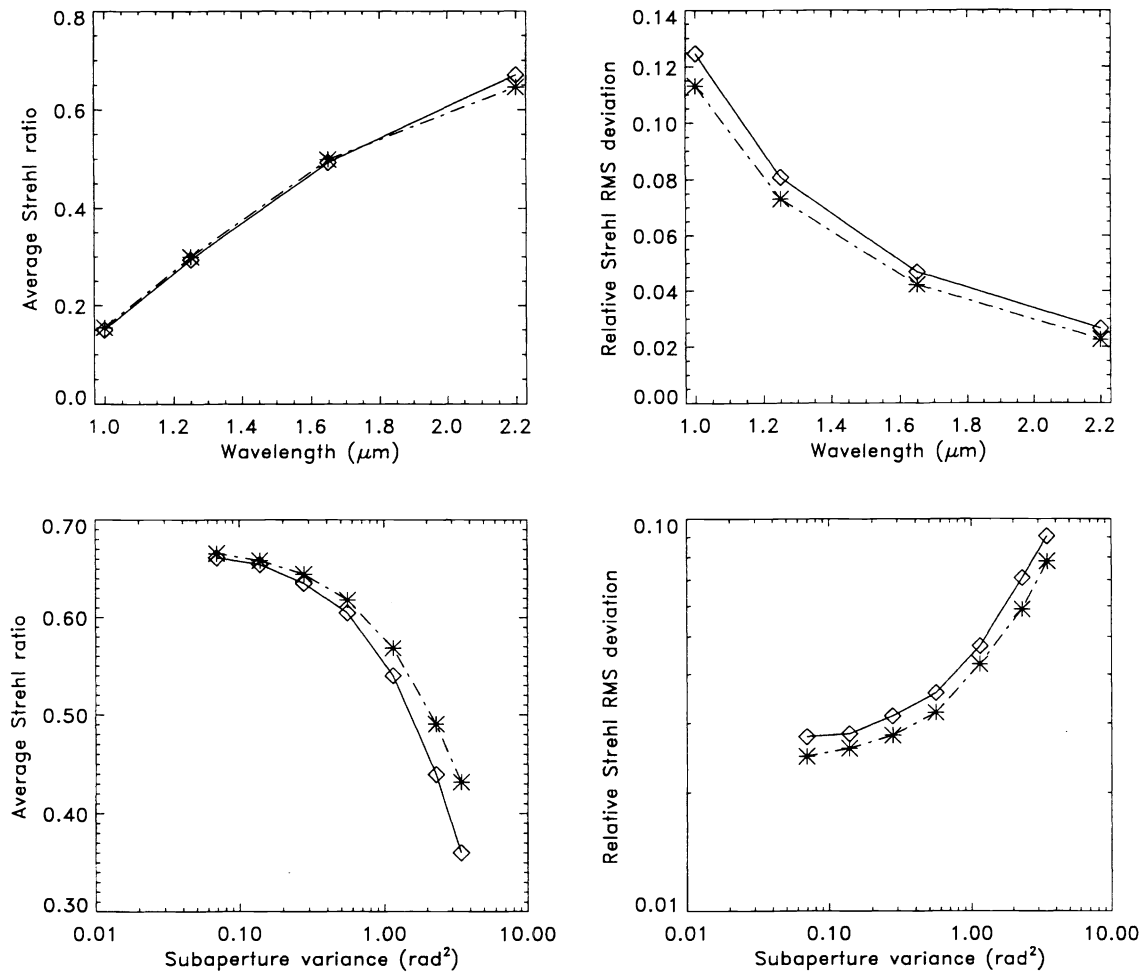 0.8
0.6
0.4
0.2
0.0
Average Strehl ratio
1.0 1.2 1.4 1.6 1.8 2.0 2.2
Wavelength (μm)
0.14
0.12
0.10
0.08
0.06
0.04
0.02
0.00
Relative Strehl RMS deviation
1.0 1.2 1.4 1.6 1.8 2.0 2.2
Wavelength (μm)
0.70
0.60
0.50
0.40
0.30
Average Strehl ratio
0.01 0.10 1.00 10.00
Subaperture variance (rad²)
0.10
0.01
Relative Strehl RMS deviation
0.01 0.10 1.00 10.00
Subaperture variance (rad²)